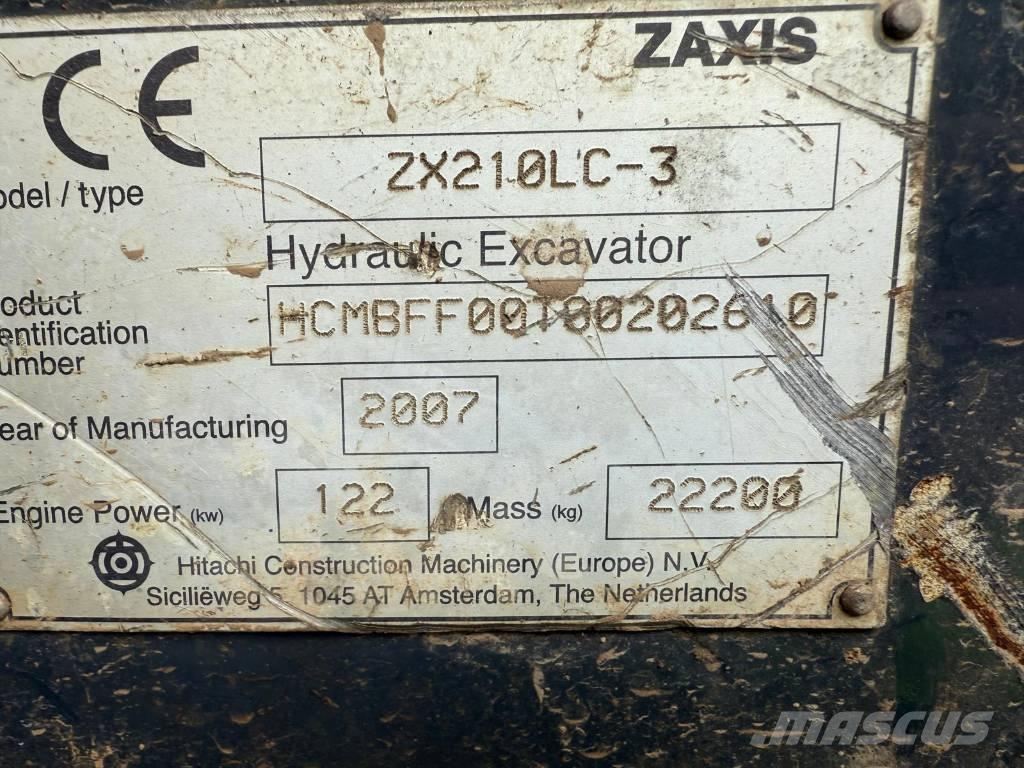 CE
ZAXIS
odel / type
ZX210LC-3
Hydraulic Excavator
oduct
entification
umber
HCMBFF00T00202610
ear of Manufacturing
2007
Engine Power (kw)
122
Mass (kg)
22200
Hitachi Construction Machinery (Europe) N.V.
Siciliëweg 5, 1045 AT Amsterdam, The Netherlands
MASCUS